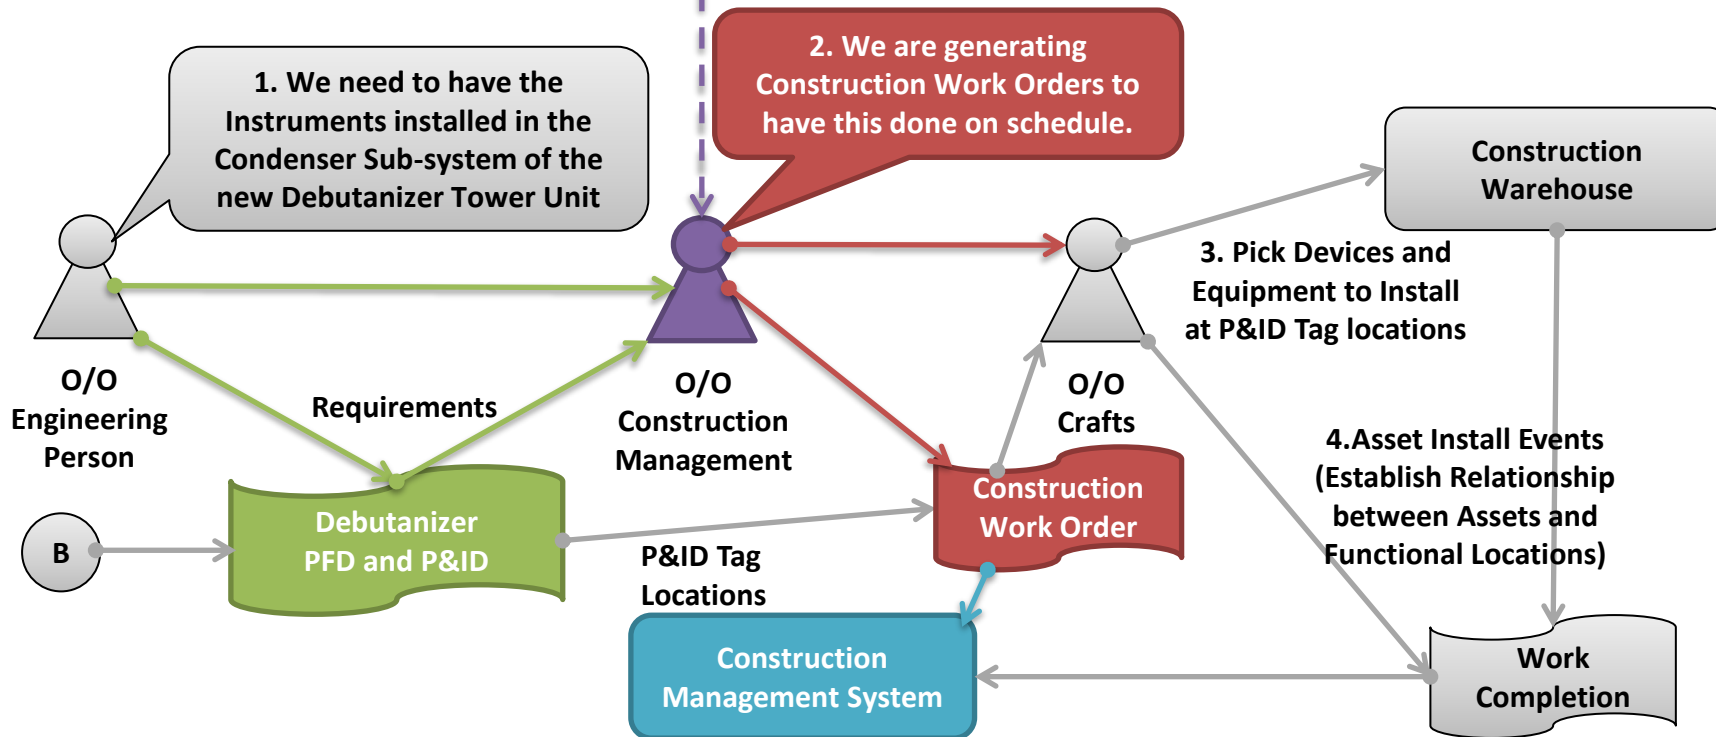 1. We need to have the
Instruments installed in the
Condenser Sub-system of the
new Debutanizer Tower Unit
2. We are generating
Construction Work Orders to
have this done on schedule.
Construction
Warehouse
3. Pick Devices and
Equipment to Install
at P&ID Tag locations
O/O
Engineering
Person
Requirements
O/O
Construction
Management
O/O
Crafts
4.Asset Install Events
(Establish Relationship
between Assets and
Functional Locations)
B
Debutanizer
PFD and P&ID
P&ID Tag
Locations
Construction
Work Order
Construction
Management System
Work
Completion